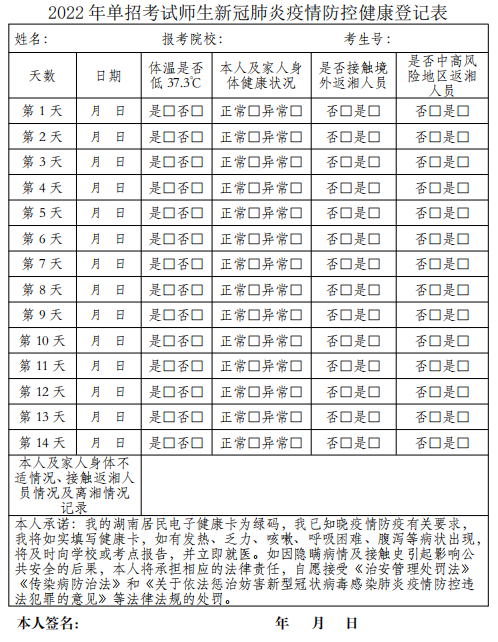 2022年单招考试师生新冠肺炎疫情防控健康登记表
姓名： 报考院校： 考生号：
天数 日期 体温是否低37.3℃ 本人及家人身体健康状况 是否接触境外返湘人员 是否中高风险地区返湘人员
第1天 月 日 是□否□ 正常□异常□ 否□是□ 否□是□
第2天 月 日 是□否□ 正常□异常□ 否□是□ 否□是□
第3天 月 日 是□否□ 正常□异常□ 否□是□ 否□是□
第4天 月 日 是□否□ 正常□异常□ 否□是□ 否□是□
第5天 月 日 是□否□ 正常□异常□ 否□是□ 否□是□
第6天 月 日 是□否□ 正常□异常□ 否□是□ 否□是□
第7天 月 日 是□否□ 正常□异常□ 否□是□ 否□是□
第8天 月 日 是□否□ 正常□异常□ 否□是□ 否□是□
第9天 月 日 是□否□ 正常□异常□ 否□是□ 否□是□
第10天 月 日 是□否□ 正常□异常□ 否□是□ 否□是□
第11天 月 日 是□否□ 正常□异常□ 否□是□ 否□是□
第12天 月 日 是□否□ 正常□异常□ 否□是□ 否□是□
第13天 月 日 是□否□ 正常□异常□ 否□是□ 否□是□
第14天 月 日 是□否□ 正常□异常□ 否□是□ 否□是□
本人及家人身体不
适情况、接触返湘人
员情况及离湘情况
记录
本人承诺：我的湖南居民电子健康卡为绿码，我已知晓疫情防疫有关要求，
我将如实填写健康卡，如有发热、乏力、咳嗽、呼吸困难、腹泻等病状出现，
将及时向学校或考点报告，并立即就医。如因隐瞒病情及接触史引起影响公
共安全的后果，本人将承担相应的法律责任，自愿接受《治安管理处罚法》
《传染病防治法》和《关于依法惩治妨害新型冠状病毒感染肺炎疫情防控违
法犯罪的意见》等法律法规的处罚。
本人签名： 年 月 日